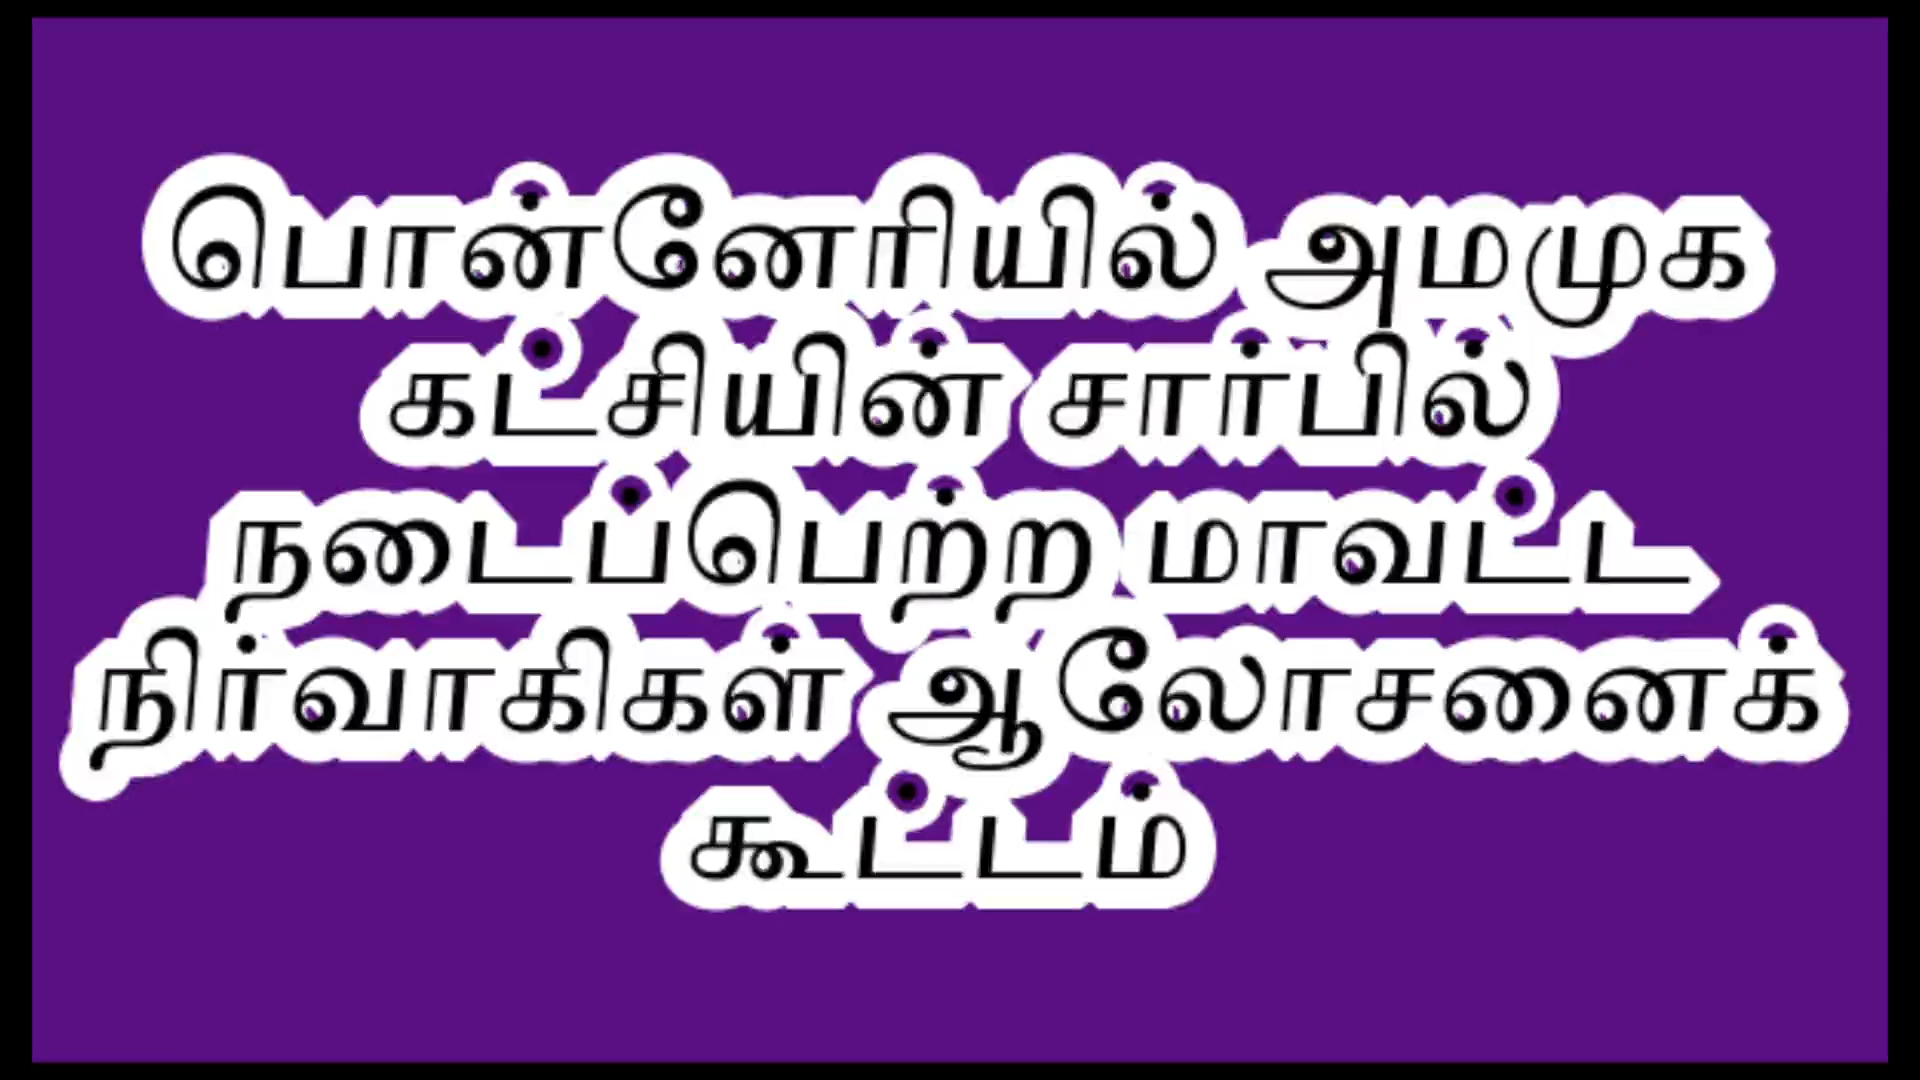 பொன்னேரியில் அமமுக
கட்சியின் சார்பில்
நடைப்பெற்ற மாவட்ட
நிர்வாகிகள் ஆலோசனைக்
கூட்டம்